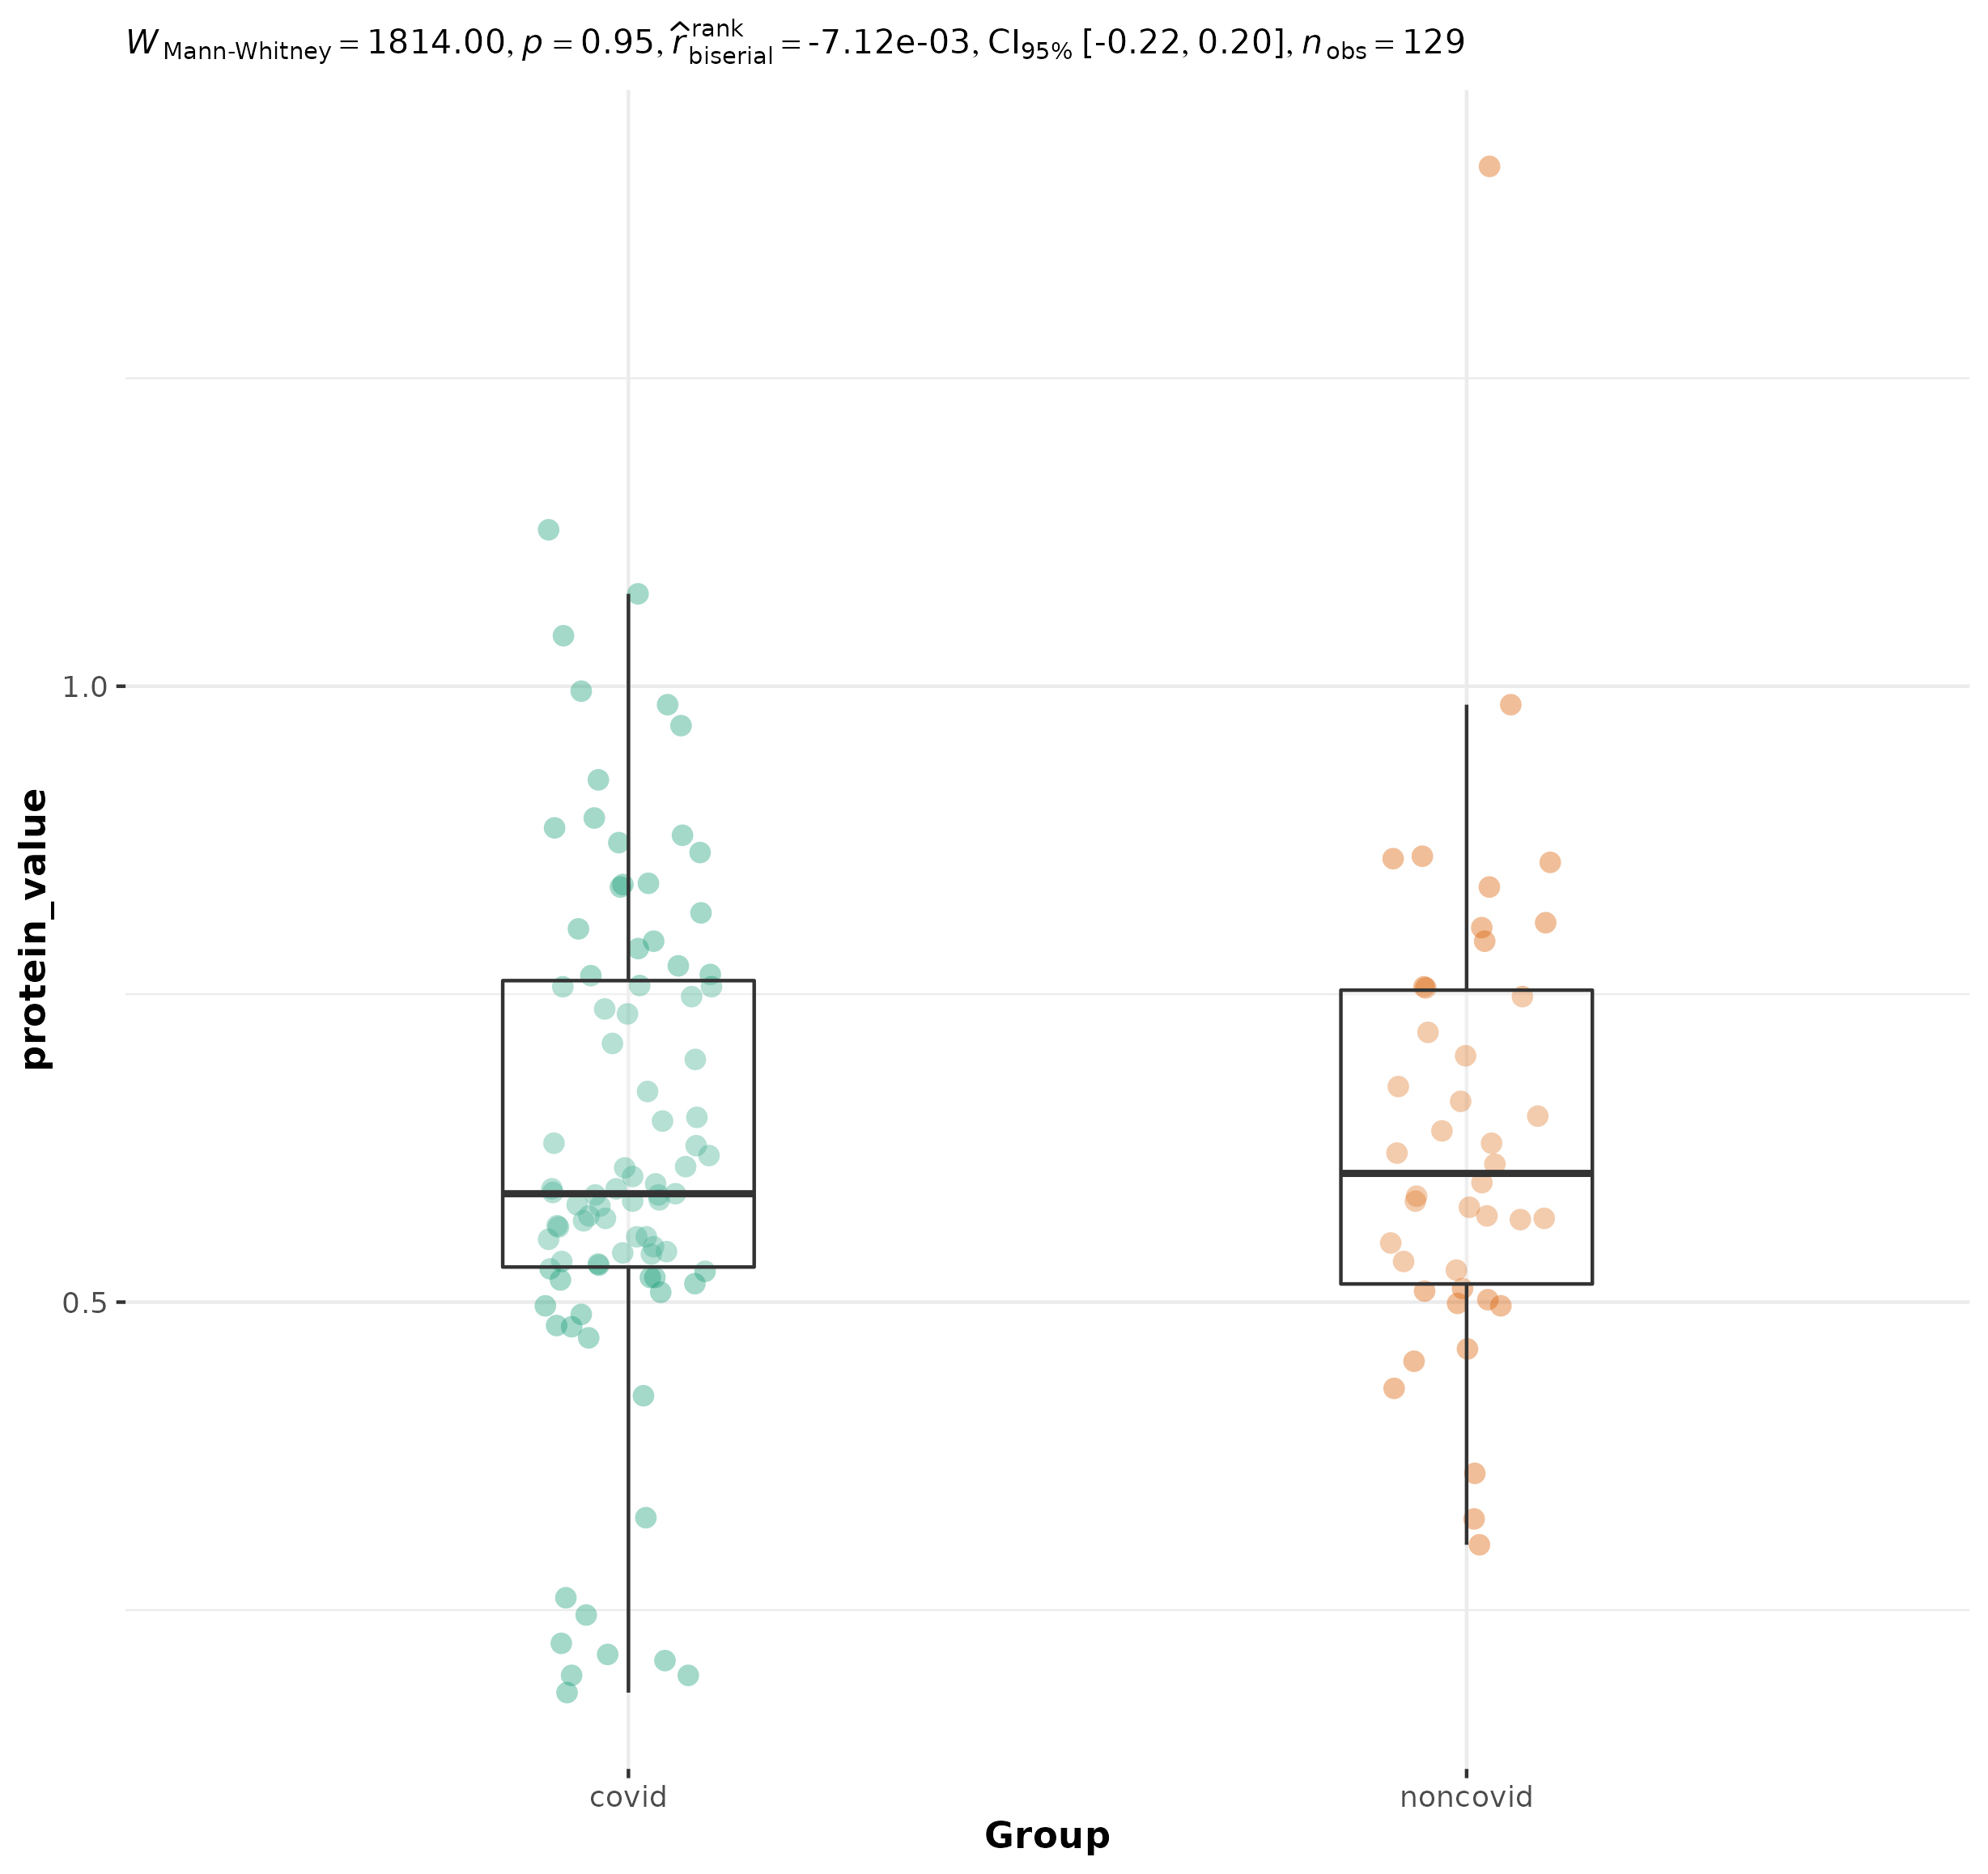 W Mann-Whitney = 1814.00, p = 0.95, r̂ rank biserial = -7.12e-03, CI95% [-0.22, 0.20], n obs = 129
1.0
0.5
protein_value
covid noncovid
Group